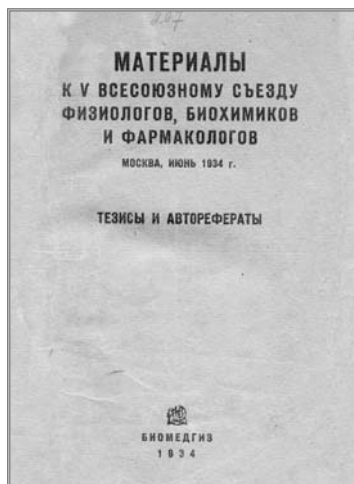 МАТЕРИАЛЫ
К V ВСЕСОЮЗНОМУ СЪЕЗДУ
ФИЗИОЛОГОВ, БИОХИМИКОВ
И ФАРМАКОЛОГОВ
МОСКВА, ИЮНЬ 1934 г.
ТЕЗИСЫ И АВТОРЕФЕРАТЫ
БИОМЕДГИЗ
1934